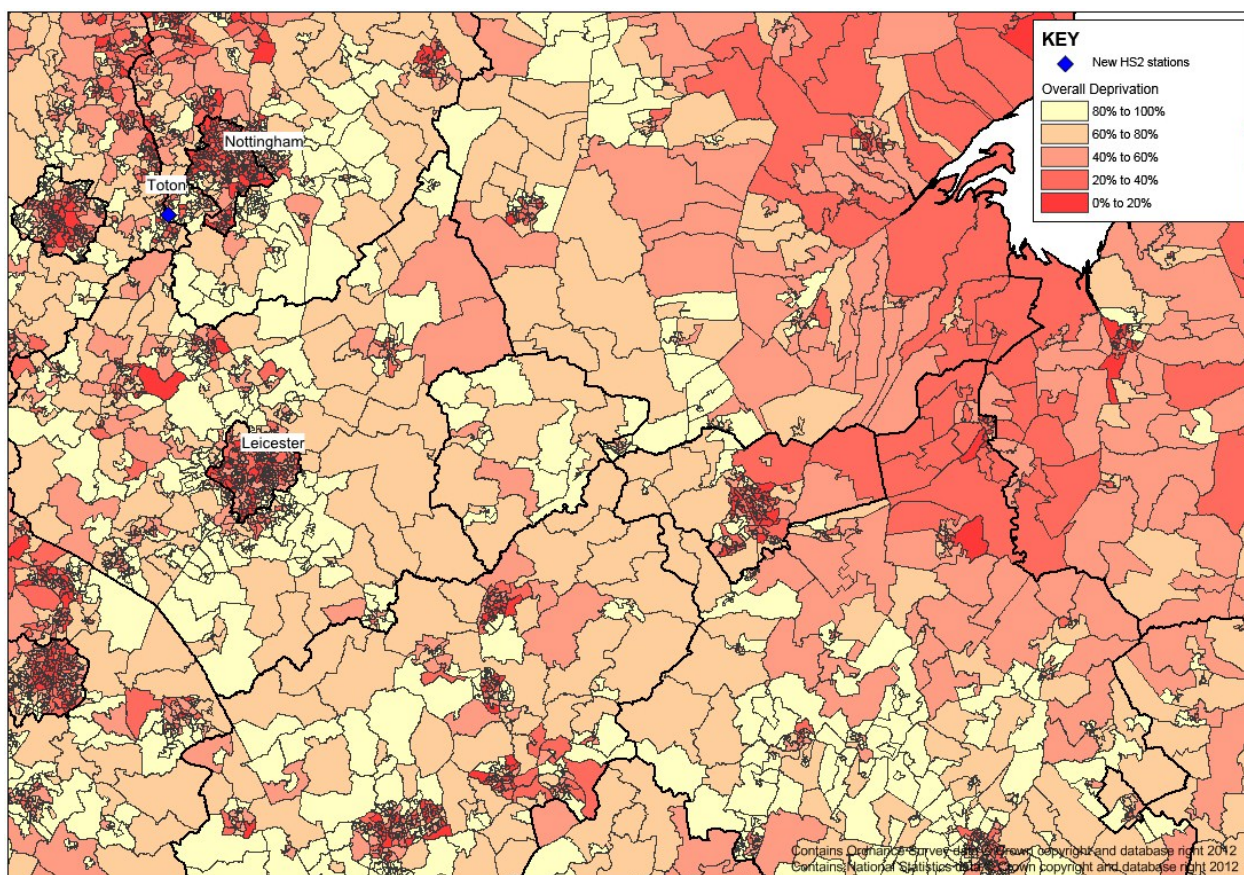 KEY
New HS2 stations
Overall Deprivation
80% to 100%
60% to 80%
40% to 60%
20% to 40%
0% to 20%
Nottingham
Toton
Leicester
Contains Ordnance Survey data © Crown copyright and database right 2012
Contains National Statistics data © Crown copyright and database right 2012